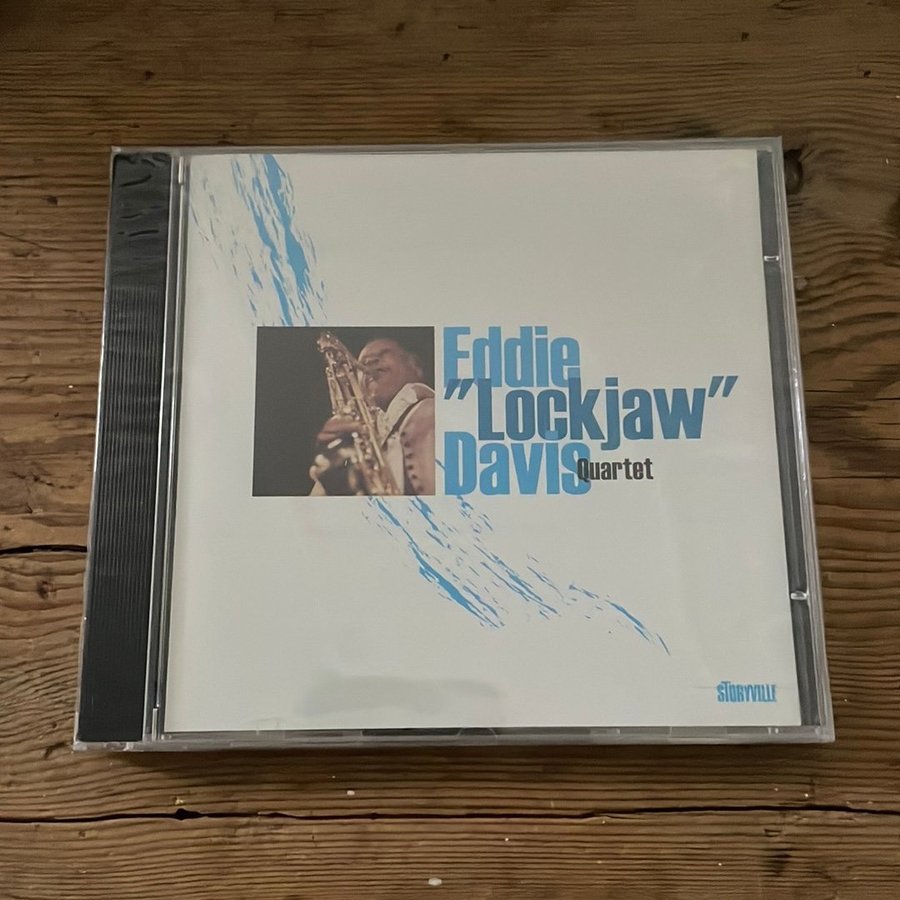 Eddie
"Lockjaw"
Davis Quartet
STORYVILLE